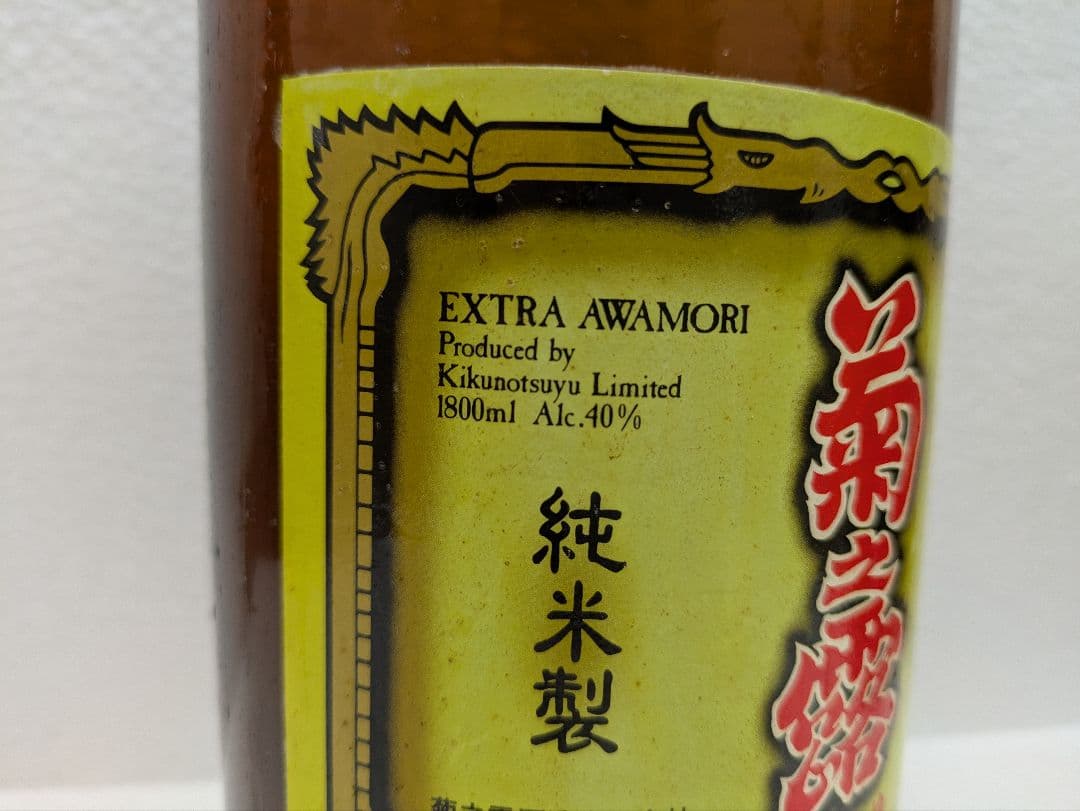 EXTRA AWAMORI
Produced by
Kikunotsuyu Limited
1800ml Alc.40%
純米製
菊之露